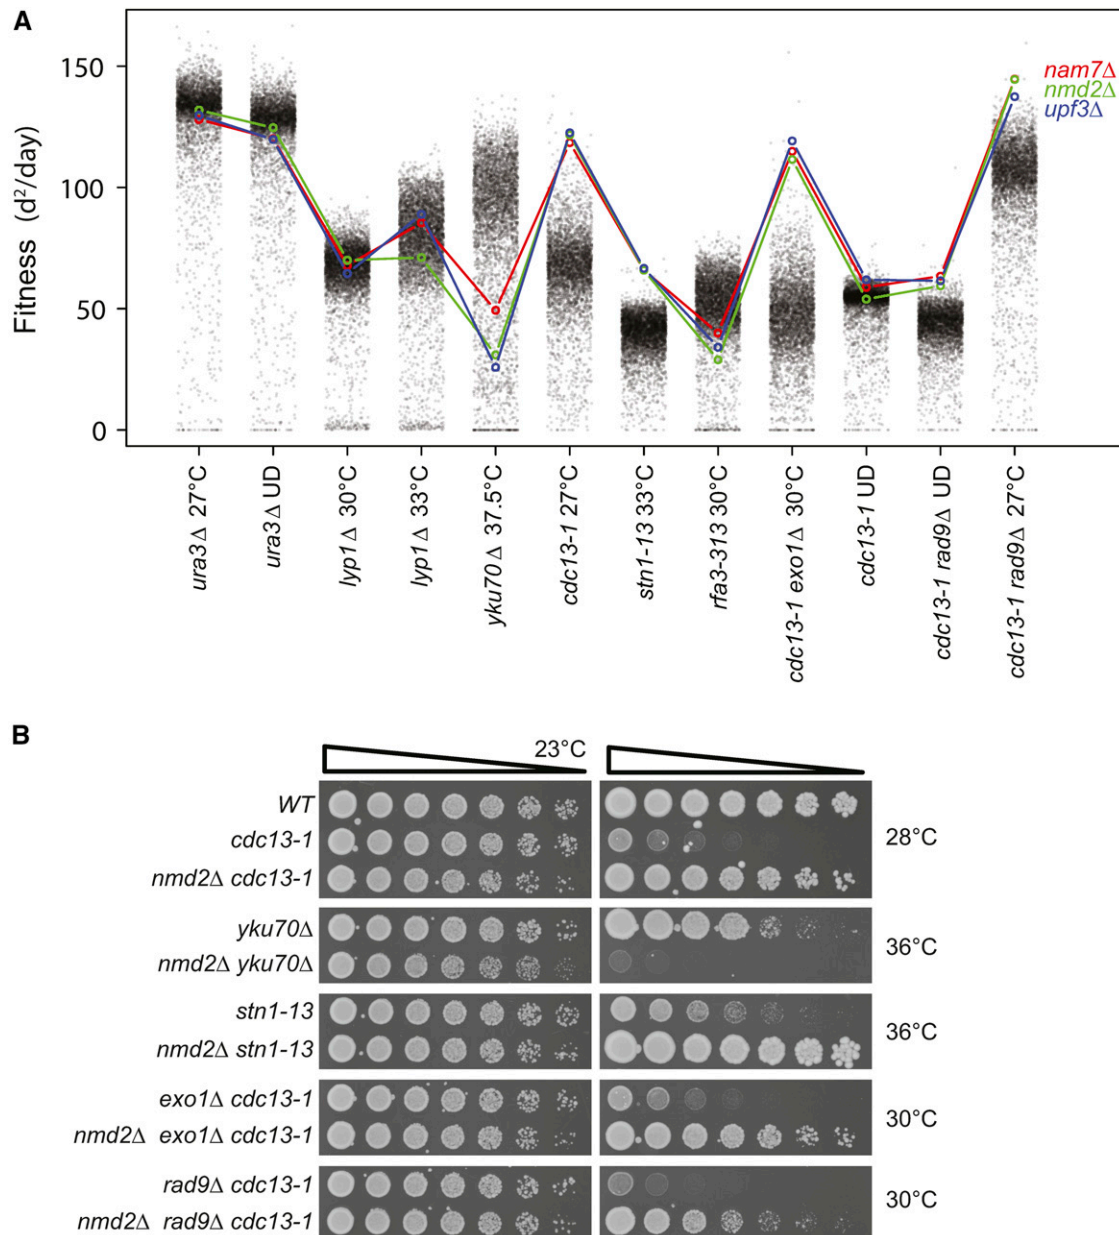 A
Fitness (d²/day)
150
100
50
0
nam7Δ
nmd2Δ
upf3Δ
ura3Δ 27°C
ura3Δ UD
lyp1Δ 30°C
lyp1Δ 33°C
yku70Δ 37.5°C
cdc13-1 27°C
stn1-13 33°C
rfa3-313 30°C
cdc13-1 exo1Δ 30°C
cdc13-1 UD
cdc13-1 rad9Δ UD
cdc13-1 rad9Δ 27°C
B
23°C
WT
cdc13-1
28°C
nmd2Δ cdc13-1
yku70Δ
36°C
nmd2Δ yku70Δ
stn1-13
36°C
nmd2Δ stn1-13
exo1Δ cdc13-1
30°C
nmd2Δ exo1Δ cdc13-1
rad9Δ cdc13-1
30°C
nmd2Δ rad9Δ cdc13-1